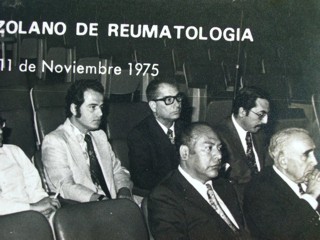 ZOLANO DE REUMATOLOGIA
11 de Noviembre 1975